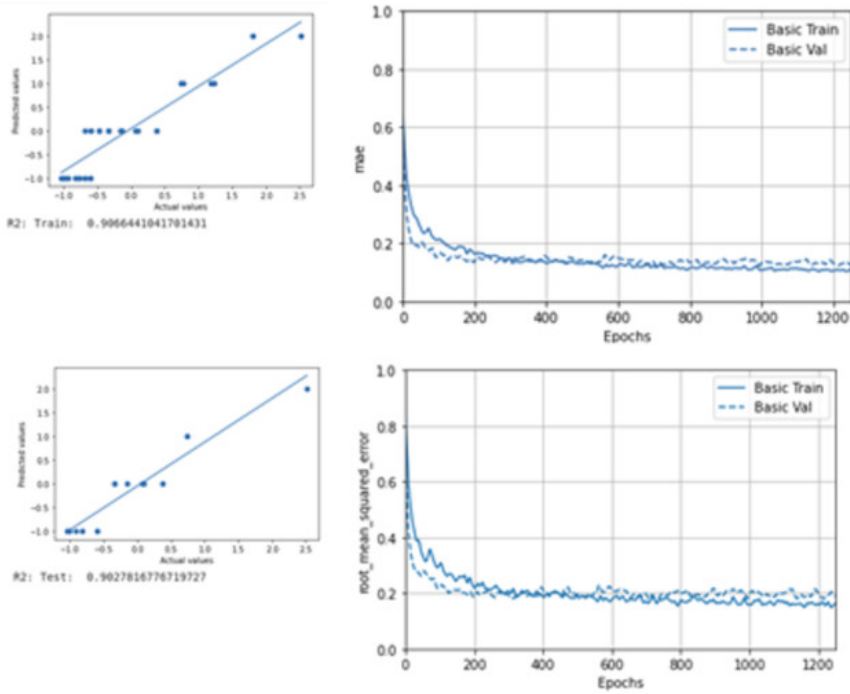 2.0
1.5
1.0
0.5
0.0
−0.5
−1.0
Predicted values
−1.0 −0.5 0.0 0.5 1.0 1.5 2.0 2.5
Actual values
R2: Train: 0.9066441041701431
1.0
0.8
0.6
0.4
0.2
0.0
mae
Basic Train
Basic Val
0 200 400 600 800 1000 1200
Epochs
2.0
1.5
1.0
0.5
0.0
−0.5
−1.0
Predicted values
−1.0 −0.5 0.0 0.5 1.0 1.5 2.0 2.5
Actual values
R2: Test: 0.9027816776719727
1.0
0.8
0.6
0.4
0.2
0.0
root_mean_squared_error
Basic Train
Basic Val
0 200 400 600 800 1000 1200
Epochs